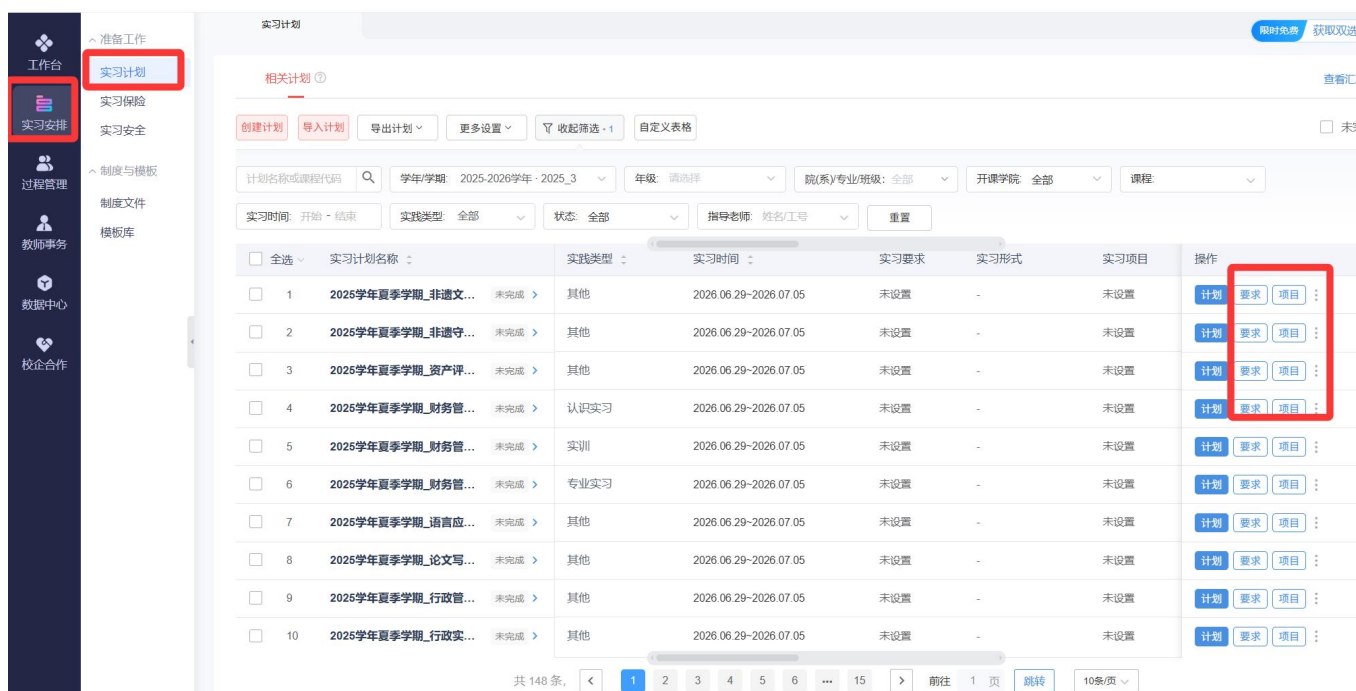 工作台
实习安排
过程管理
教师事务
数据中心
校企合作
准备工作
实习计划
实习保险
实习安全
制度与模板
制度文件
模板库
实习计划
限时免费 获取双选
相关计划
查看汇
创建计划 导入计划 导出计划 更多设置 收起筛选 · 1 自定义表格 未完
计划名称或课程代码 学年/学期: 2025-2026学年 · 2025_3 年级: 请选择 院(系)/专业/班级: 全部 开课学院: 全部 课程:
实习时间: 开始 - 结束 实践类型: 全部 状态: 全部 指导老师: 姓名/工号 重置
全选 实习计划名称 实践类型 实习时间 实习要求 实习形式 实习项目 操作
1 2025学年夏季学期_非遗文... 未完成 其他 2026.06.29~2026.07.05 未设置 - 未设置 计划 要求 项目
2 2025学年夏季学期_非遗守... 未完成 其他 2026.06.29~2026.07.05 未设置 - 未设置 计划 要求 项目
3 2025学年夏季学期_资产评... 未完成 其他 2026.06.29~2026.07.05 未设置 - 未设置 计划 要求 项目
4 2025学年夏季学期_财务管... 未完成 认识实习 2026.06.29~2026.07.05 未设置 - 未设置 计划 要求 项目
5 2025学年夏季学期_财务管... 未完成 实训 2026.06.29~2026.07.05 未设置 - 未设置 计划 要求 项目
6 2025学年夏季学期_财务管... 未完成 专业实习 2026.06.29~2026.07.05 未设置 - 未设置 计划 要求 项目
7 2025学年夏季学期_语言应... 未完成 其他 2026.06.29~2026.07.05 未设置 - 未设置 计划 要求 项目
8 2025学年夏季学期_论文写... 未完成 其他 2026.06.29~2026.07.05 未设置 - 未设置 计划 要求 项目
9 2025学年夏季学期_行政管... 未完成 其他 2026.06.29~2026.07.05 未设置 - 未设置 计划 要求 项目
10 2025学年夏季学期_行政实... 未完成 其他 2026.06.29~2026.07.05 未设置 - 未设置 计划 要求 项目
共 148 条, 1 2 3 4 5 6 ... 15 前往 1 页 跳转 10条/页